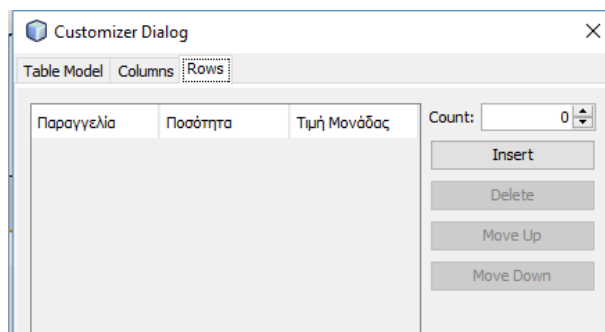 Customizer Dialog
Table Model Columns Rows
Παραγγελία Ποσότητα Τιμή Μονάδας
Count: 0
Insert
Delete
Move Up
Move Down